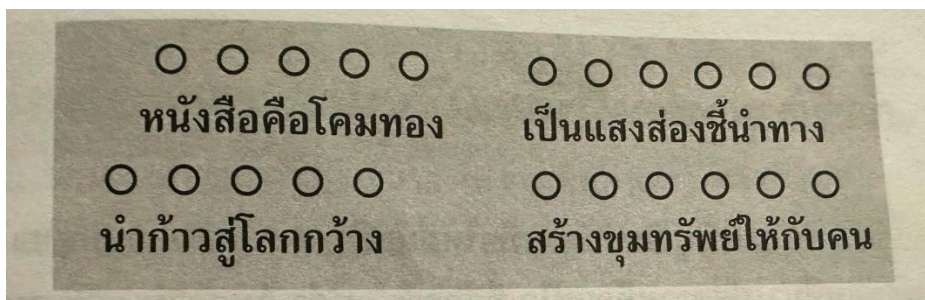 ○ ○ ○ ○ ○ ○ ○ ○ ○ ○ ○
หนังสือคือโคมทอง เป็นแสงส่องชี้นำทาง
○ ○ ○ ○ ○ ○ ○ ○ ○ ○ ○
นำก้าวสู่โลกกว้าง สร้างขุมทรัพย์ให้กับคน